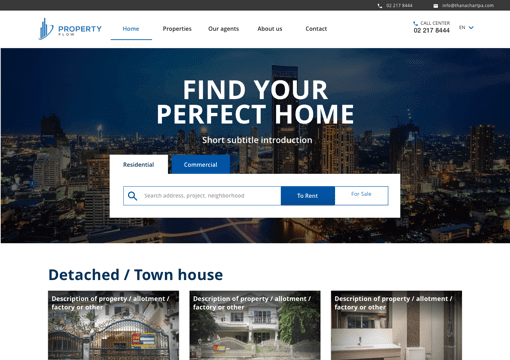 02 217 8444 info@thanachartpa.com
PROPERTY
FLOW
Home Properties Our agents About us Contact
CALL CENTER
02 217 8444
EN
FIND YOUR
PERFECT HOME
Short subtitle introduction
Residential Commercial
Search address, project, neighborhood To Rent For Sale
Detached / Town house
Description of property / allotment / factory or other
Description of property / allotment / factory or other
Description of property / allotment / factory or other